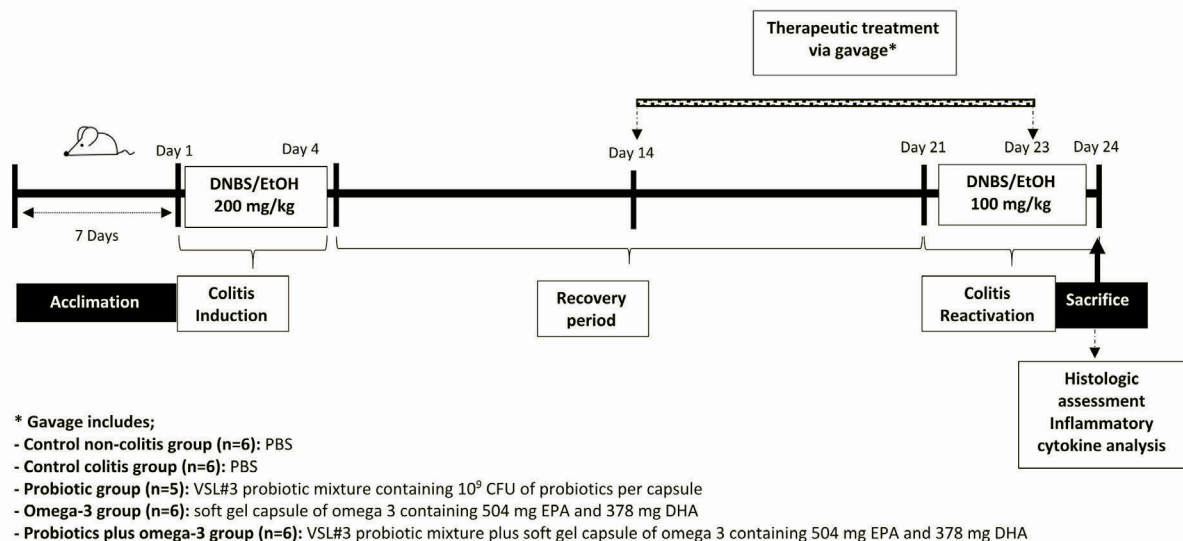 Therapeutic treatment
via gavage*
Day 1
Day 4
Day 14
Day 21
Day 23
Day 24
DNBS/EtOH
200 mg/kg
DNBS/EtOH
100 mg/kg
7 Days
Acclimation
Colitis
Induction
Recovery
period
Colitis
Reactivation
Sacrifice
Histologic
assessment
Inflammatory
cytokine analysis
* Gavage includes;
- Control non-colitis group (n=6): PBS
- Control colitis group (n=6): PBS
- Probiotic group (n=5): VSL#3 probiotic mixture containing 10⁹ CFU of probiotics per capsule
- Omega-3 group (n=6): soft gel capsule of omega 3 containing 504 mg EPA and 378 mg DHA
- Probiotics plus omega-3 group (n=6): VSL#3 probiotic mixture plus soft gel capsule of omega 3 containing 504 mg EPA and 378 mg DHA